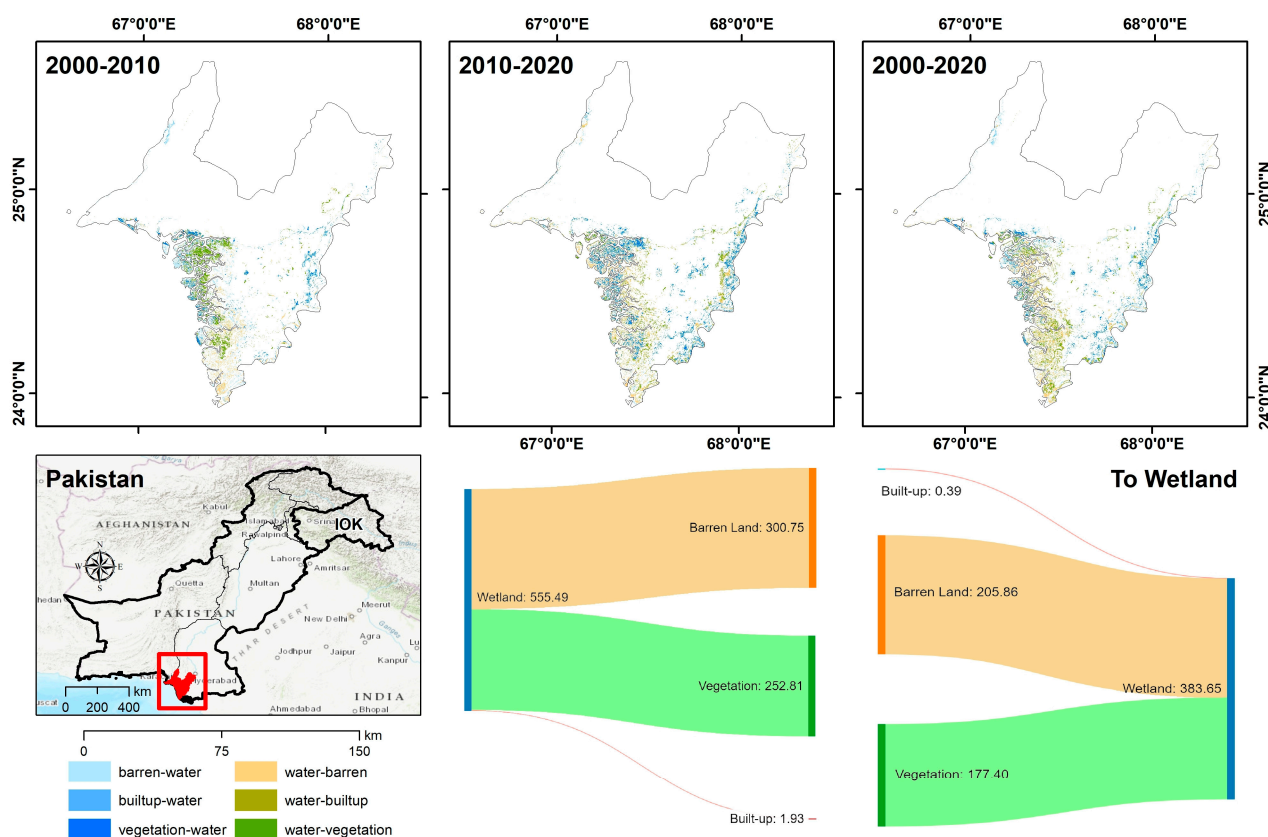 67°0'0"E
68°0'0"E
67°0'0"E
68°0'0"E
67°0'0"E
68°0'0"E
2000-2010
2010-2020
2000-2020
25°0'0"N
25°0'0"N
24°0'0"N
24°0'0"N
67°0'0"E
68°0'0"E
67°0'0"E
68°0'0"E
Pakistan
Kabul
AFGHANISTAN
Islamabad
Srina
IOK
Rawalpindi
N
W
E
S
Lahore
Amritsar
Quetta
Multan
hedan
PAKISTAN
Meerut
New Delhi
Ganges
THAR DESERT
Agra
Lu
Jodhpur
Jaipur
Kanpur
Kara
Hyderabad
km
0 200 400
INDIA
uscat
Ahmedabad
Bhopal
km
0
75
150
barren-water
water-barren
builtup-water
water-builtup
vegetation-water
water-vegetation
Barren Land: 300.75
Wetland: 555.49
Vegetation: 252.81
Built-up: 1.93
To Wetland
Built-up: 0.39
Barren Land: 205.86
Wetland: 383.65
Vegetation: 177.40